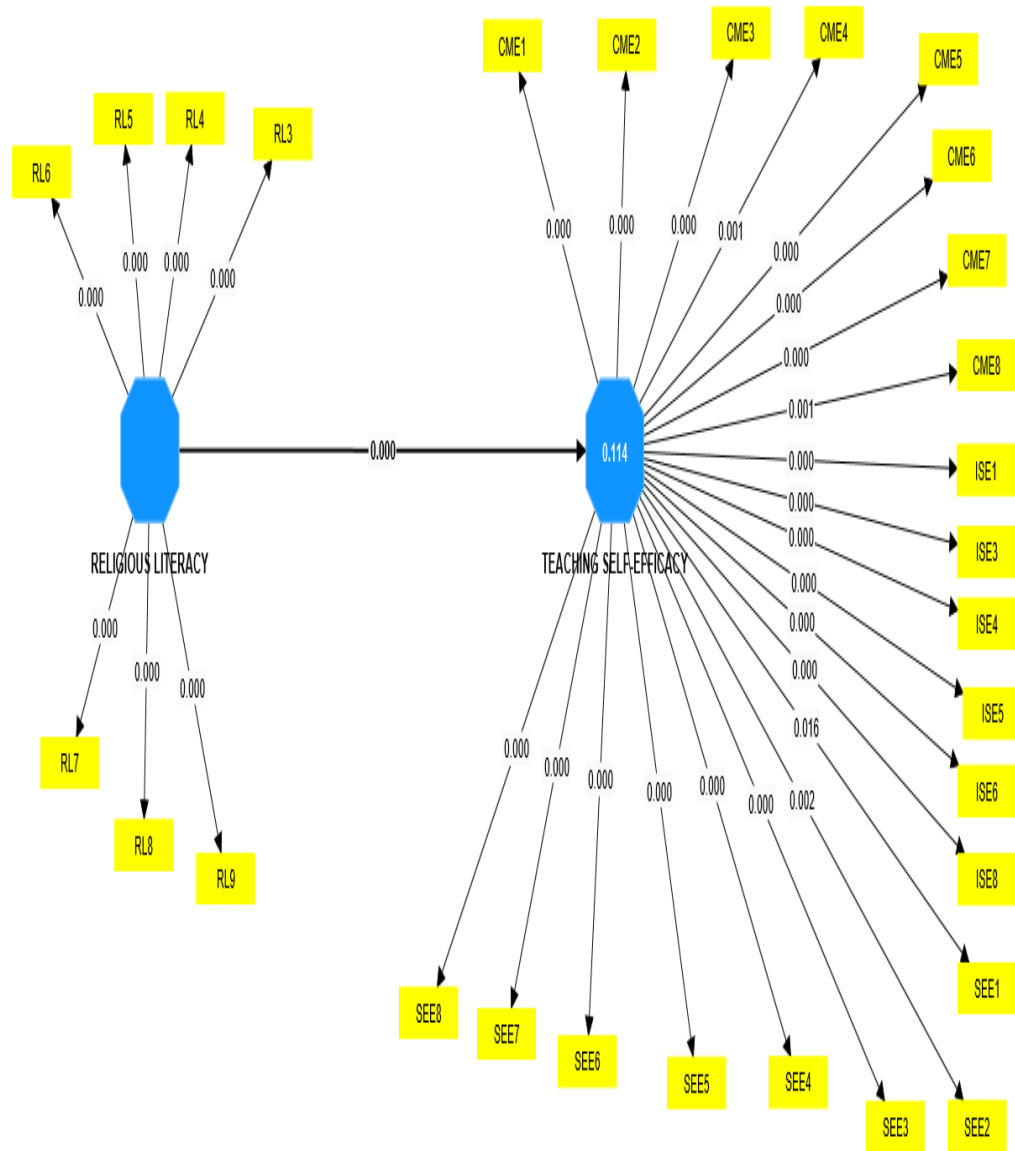 CME1
CME2
CME3
CME4
CME5
CME6
CME7
CME8
RL6
RL5
RL4
RL3
0.000
0.000
0.000
0.000
0.000
0.000
0.000
0.001
0.000
0.000
0.000
0.001
0.000
0.114
RELIGIOUS LITERACY
TEACHING SELF-EFFICACY
0.000
0.000
0.000
0.000
0.000
0.000
0.016
0.002
ISE1
ISE3
ISE4
ISE5
ISE6
ISE8
SEE1
0.000
0.000
0.000
RL7
RL8
RL9
0.000
0.000
0.000
0.000
0.000
0.000
SEE8
SEE7
SEE6
SEE5
SEE4
SEE3
SEE2